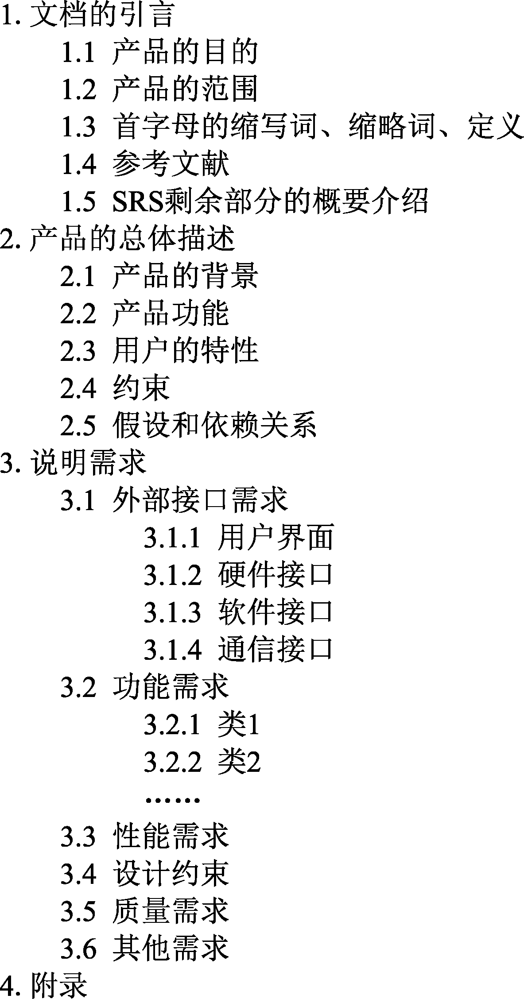 1. 文档的引言
1.1 产品的目的
1.2 产品的范围
1.3 首字母的缩写词、缩略词、定义
1.4 参考文献
1.5 SRS剩余部分的概要介绍
2. 产品的总体描述
2.1 产品的背景
2.2 产品功能
2.3 用户的特性
2.4 约束
2.5 假设和依赖关系
3. 说明需求
3.1 外部接口需求
3.1.1 用户界面
3.1.2 硬件接口
3.1.3 软件接口
3.1.4 通信接口
3.2 功能需求
3.2.1 类1
3.2.2 类2
……
3.3 性能需求
3.4 设计约束
3.5 质量需求
3.6 其他需求
4. 附录